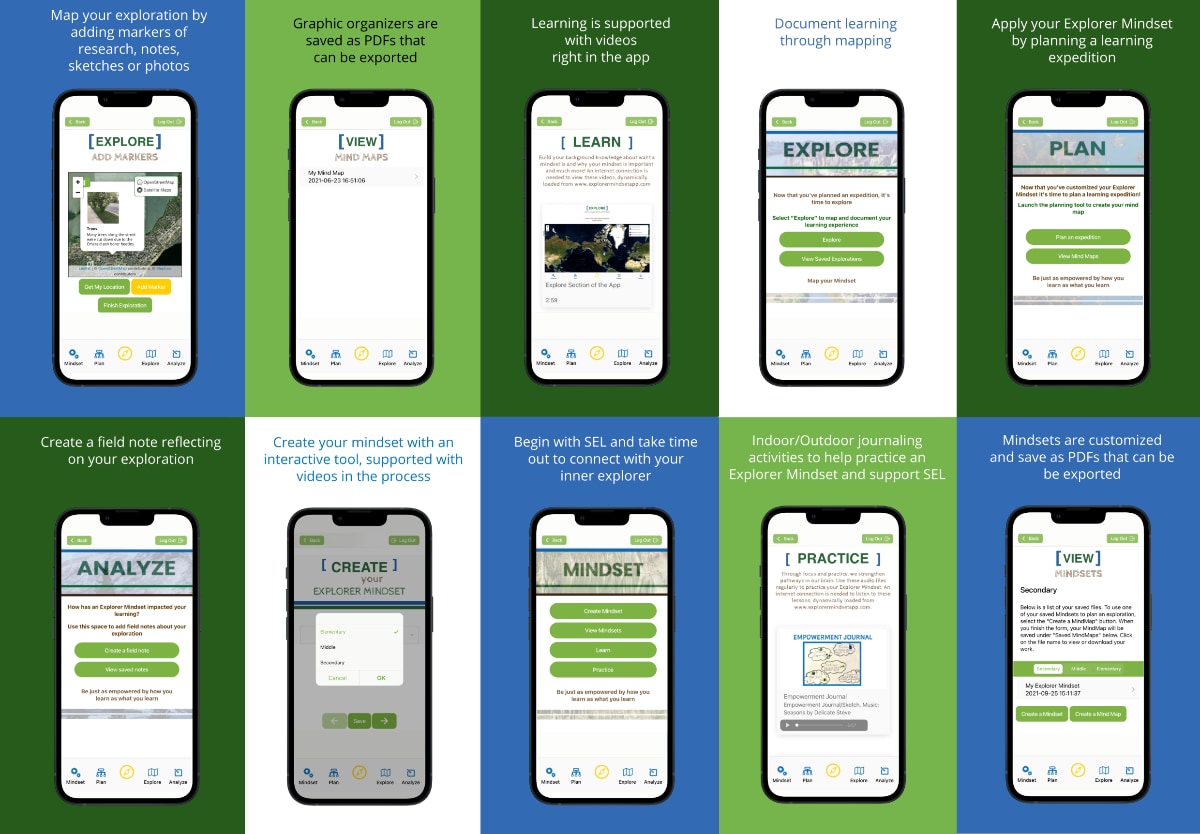 Map your exploration by
adding markers of
research, notes,
sketches or photos
< Back
Log Out
[EXPLORE]
ADD MARKERS
+
−
OpenStreetMap
Satellite Maps
Trees
Many trees along the street
were cut down due to the
Get My Location
Add Marker
Finish Exploration
Mindset
Plan
Explore
Analyze
Graphic organizers are
saved as PDFs that
can be exported
< Back
Log Out
[VIEW]
MIND MAPS
My Mind Map
2021-06-23 16:51:06
Mindset
Plan
Explore
Analyze
Learning is supported
with videos
right in the app
< Back
Log Out
[ LEARN ]
Build your background knowledge about what a
mindset is and why your mindset is important
and much more! An internet connection is
needed to view these videos, dynamically
loaded from www.explorermindsetapp.com
[EXPLORE]
Explore Section of the App
2:59
Mindset
Plan
Explore
Analyze
Document learning
through mapping
< Back
Log Out
EXPLORE
Now that you've planned an expedition, it's
time to explore
Select "Explore" to map and document your
learning experience
Explore
View Saved Explorations
Map your Mindset
Mindset
Plan
Explore
Analyze
Apply your Explorer Mindset
by planning a learning
expedition
< Back
Log Out
PLAN
Now that you've customized your Explorer
Mindset it's time to plan a learning expedition!
Launch the planning tool to create your mind
map
Plan an expedition
View Mind Maps
Be just as empowered by how you
learn as what you learn
Mindset
Plan
Explore
Analyze
Create a field note reflecting
on your exploration
< Back
Log Out
ANALYZE
How has an Explorer Mindset impacted your
learning?
Use this space to add field notes about your
exploration
Create a field note
View saved notes
Be just as empowered by how you
learn as what you learn
Mindset
Plan
Explore
Analyze
Create your mindset with an
interactive tool, supported with
videos in the process
< Back
Log Out
[ CREATE ]
your
EXPLORER MINDSET
Elementary
Middle
Secondary
Cancel
OK
Save
Mindset
Plan
Explore
Analyze
Begin with SEL and take time
out to connect with your
inner explorer
< Back
Log Out
MINDSET
Create Mindset
View Mindsets
Learn
Practice
Be just as empowered by how you
learn as what you learn
Mindset
Plan
Explore
Analyze
Indoor/Outdoor journaling
activities to help practice an
Explorer Mindset and support SEL
< Back
Log Out
[ PRACTICE ]
Through focus and practice, we strengthen
pathways in our brain. Use these audio files
regularly to practice your Explorer Mindset. An
internet connection is needed to listen to these
lessons, dynamically loaded from
www.explorermindsetapp.com
EMPOWERMENT JOURNAL
Empowerment Journal
Empowerment Journal/Sketch, Music:
Seasons by Delicate Steve
Mindset
Plan
Explore
Analyze
Mindsets are customized
and save as PDFs that can be
be exported
< Back
Log Out
[VIEW]
MINDSETS
Secondary
Below is a list of your saved files. To use one
of your saved Mindsets to plan an exploration,
select the "Create a MindMap" button. When
you finish the form, your MindMap will be
saved under "Saved MindMaps" below. Click
on the file name to view or download your
work.
Secondary
Middle
Elementary
My Explorer Mindset
2021-09-25 15:11:37
Create a Mindset
Create a Mind Map
Mindset
Plan
Explore
Analyze